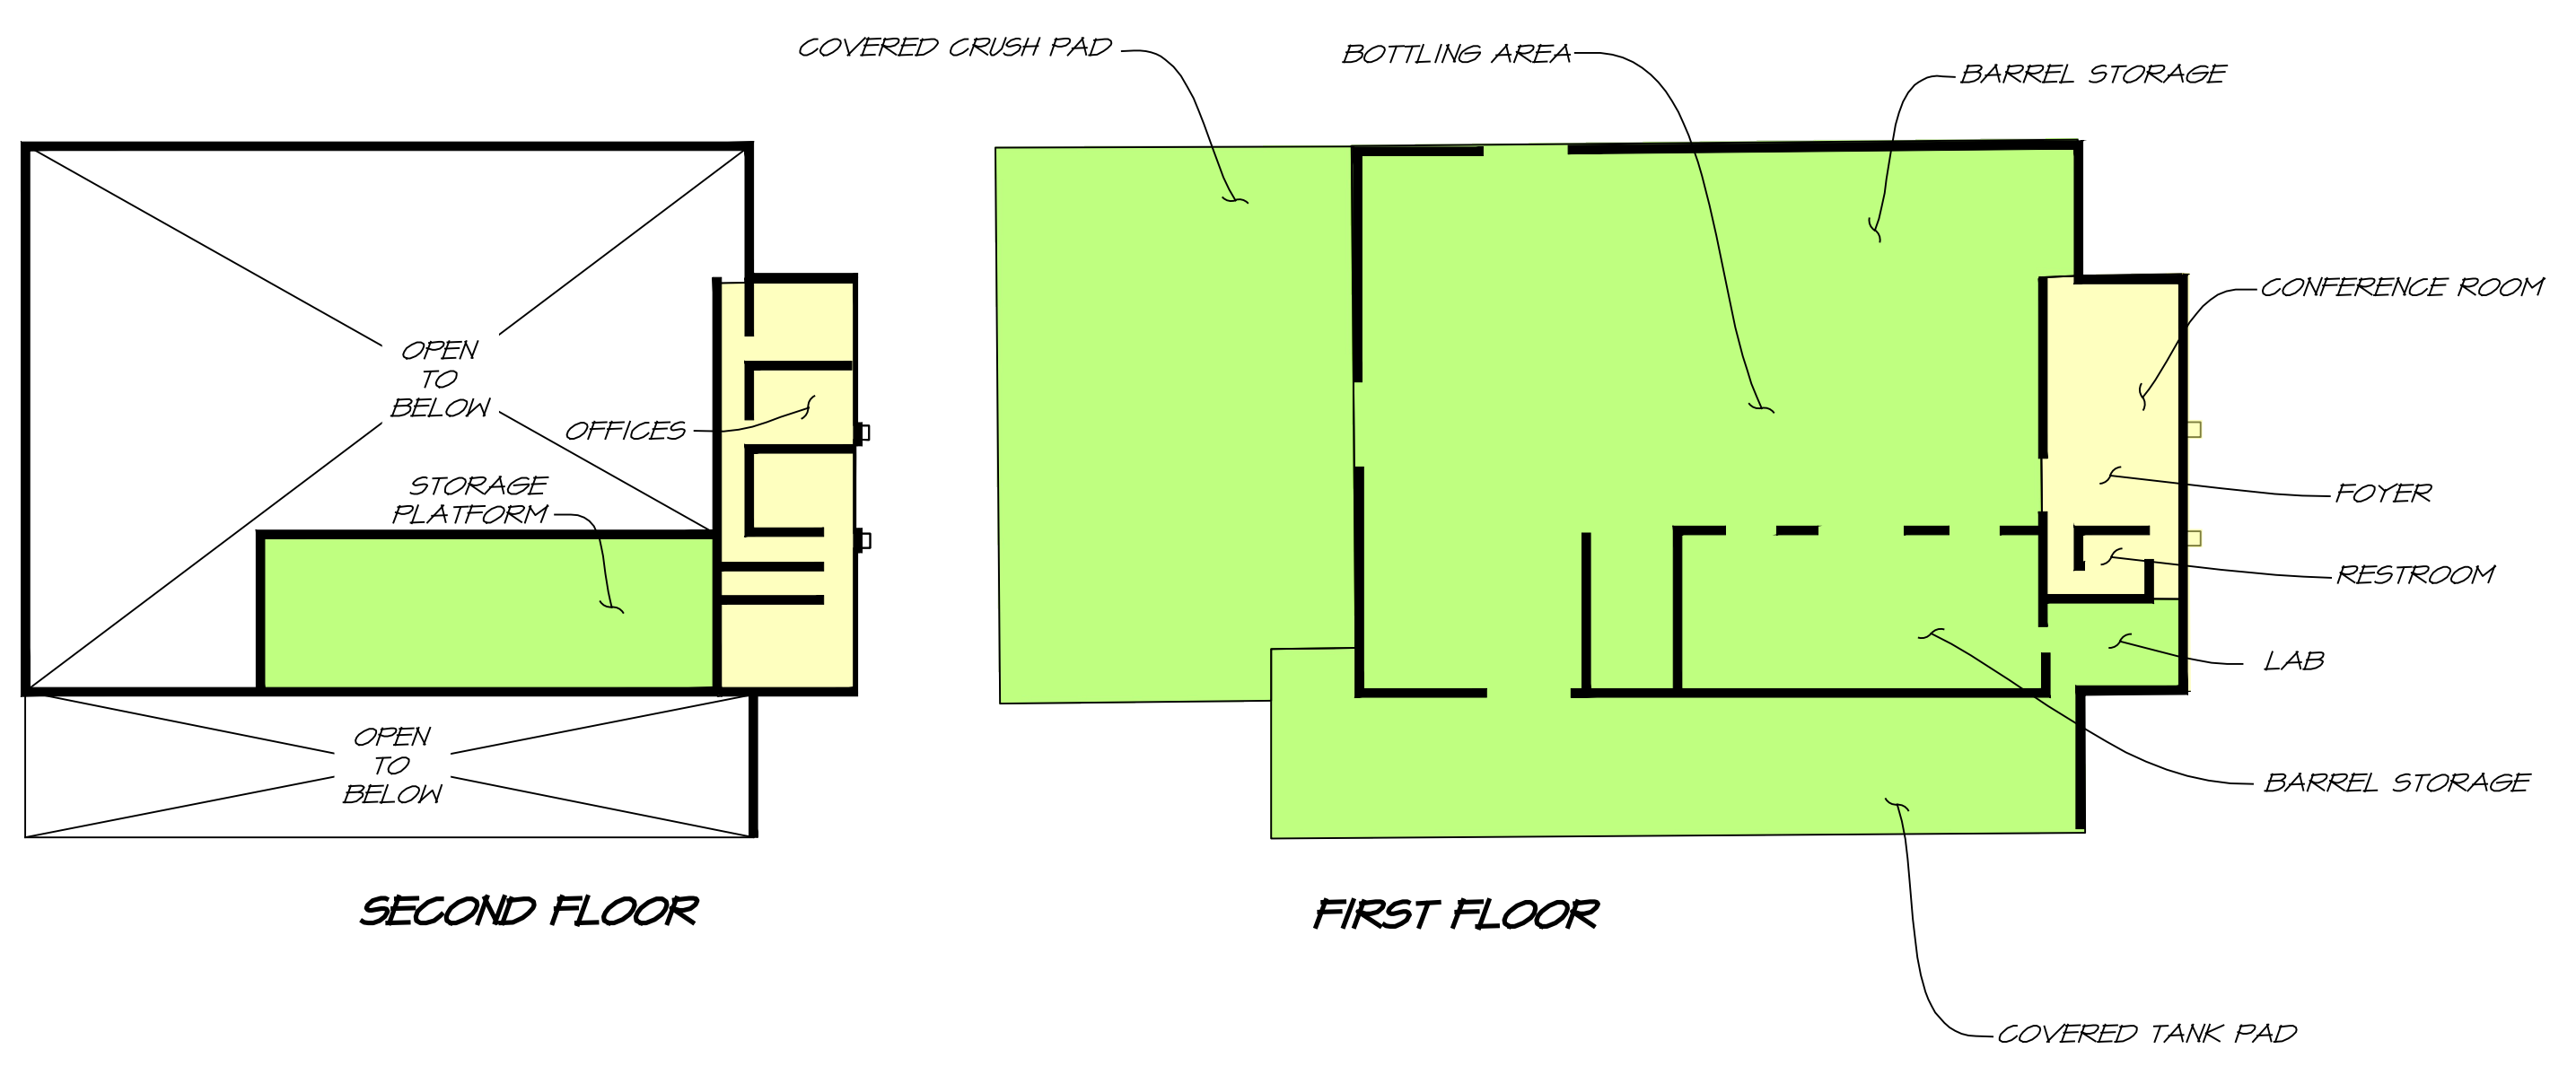 COVERED CRUSH PAD
BOTTLING AREA
BARREL STORAGE
OPEN
TO
BELOW
OFFICES
STORAGE
PLATFORM
OPEN
TO
BELOW
SECOND FLOOR
CONFERENCE ROOM
FOYER
RESTROOM
LAB
BARREL STORAGE
FIRST FLOOR
COVERED TANK PAD